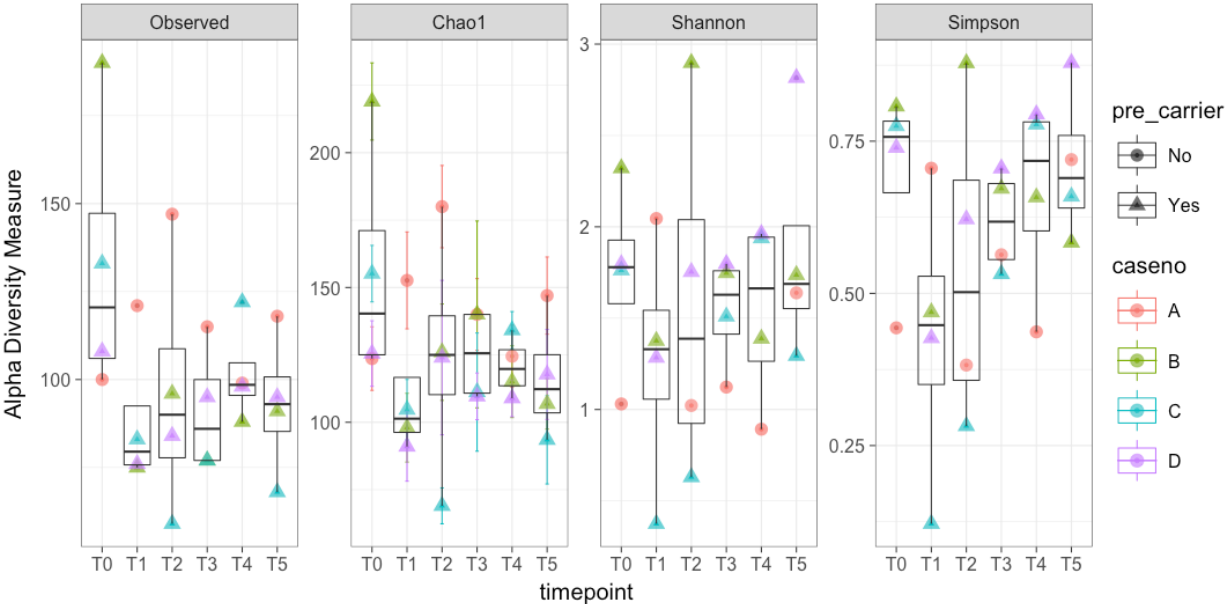 Observed
Chao1
Shannon
Simpson
Alpha Diversity Measure
150
100
200
150
100
3
2
1
0.75
0.50
0.25
T0 T1 T2 T3 T4 T5
T0 T1 T2 T3 T4 T5
T0 T1 T2 T3 T4 T5
T0 T1 T2 T3 T4 T5
timepoint
pre_carrier
No
Yes
caseno
A
B
C
D